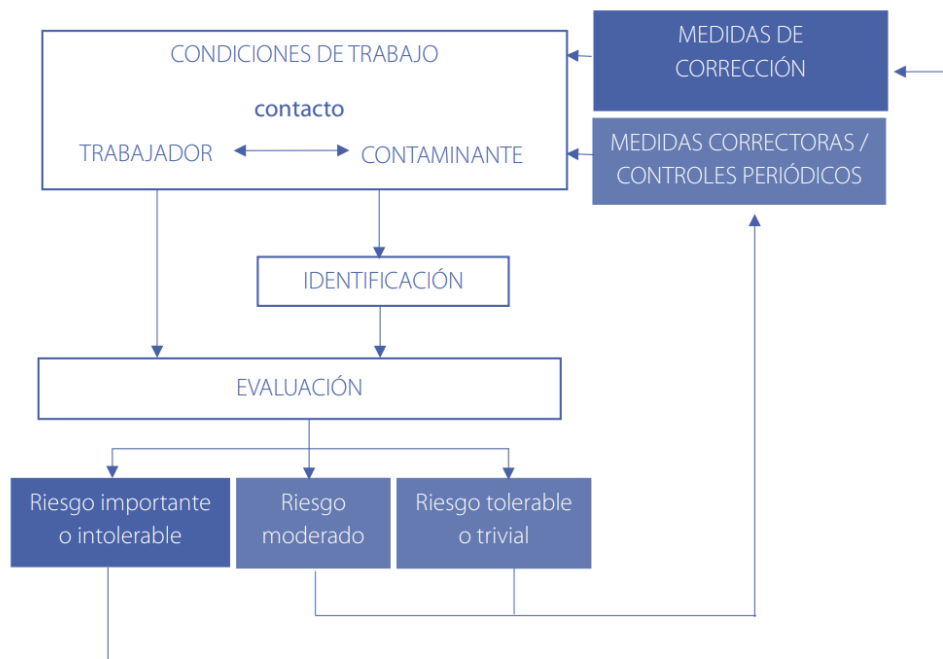 CONDICIONES DE TRABAJO
contacto
TRABAJADOR
CONTAMINANTE
MEDIDAS DE
CORRECCIÓN
MEDIDAS CORRECTORAS /
CONTROLES PERIÓDICOS
IDENTIFICACIÓN
EVALUACIÓN
Riesgo importante
o intolerable
Riesgo
moderado
Riesgo tolerable
o trivial